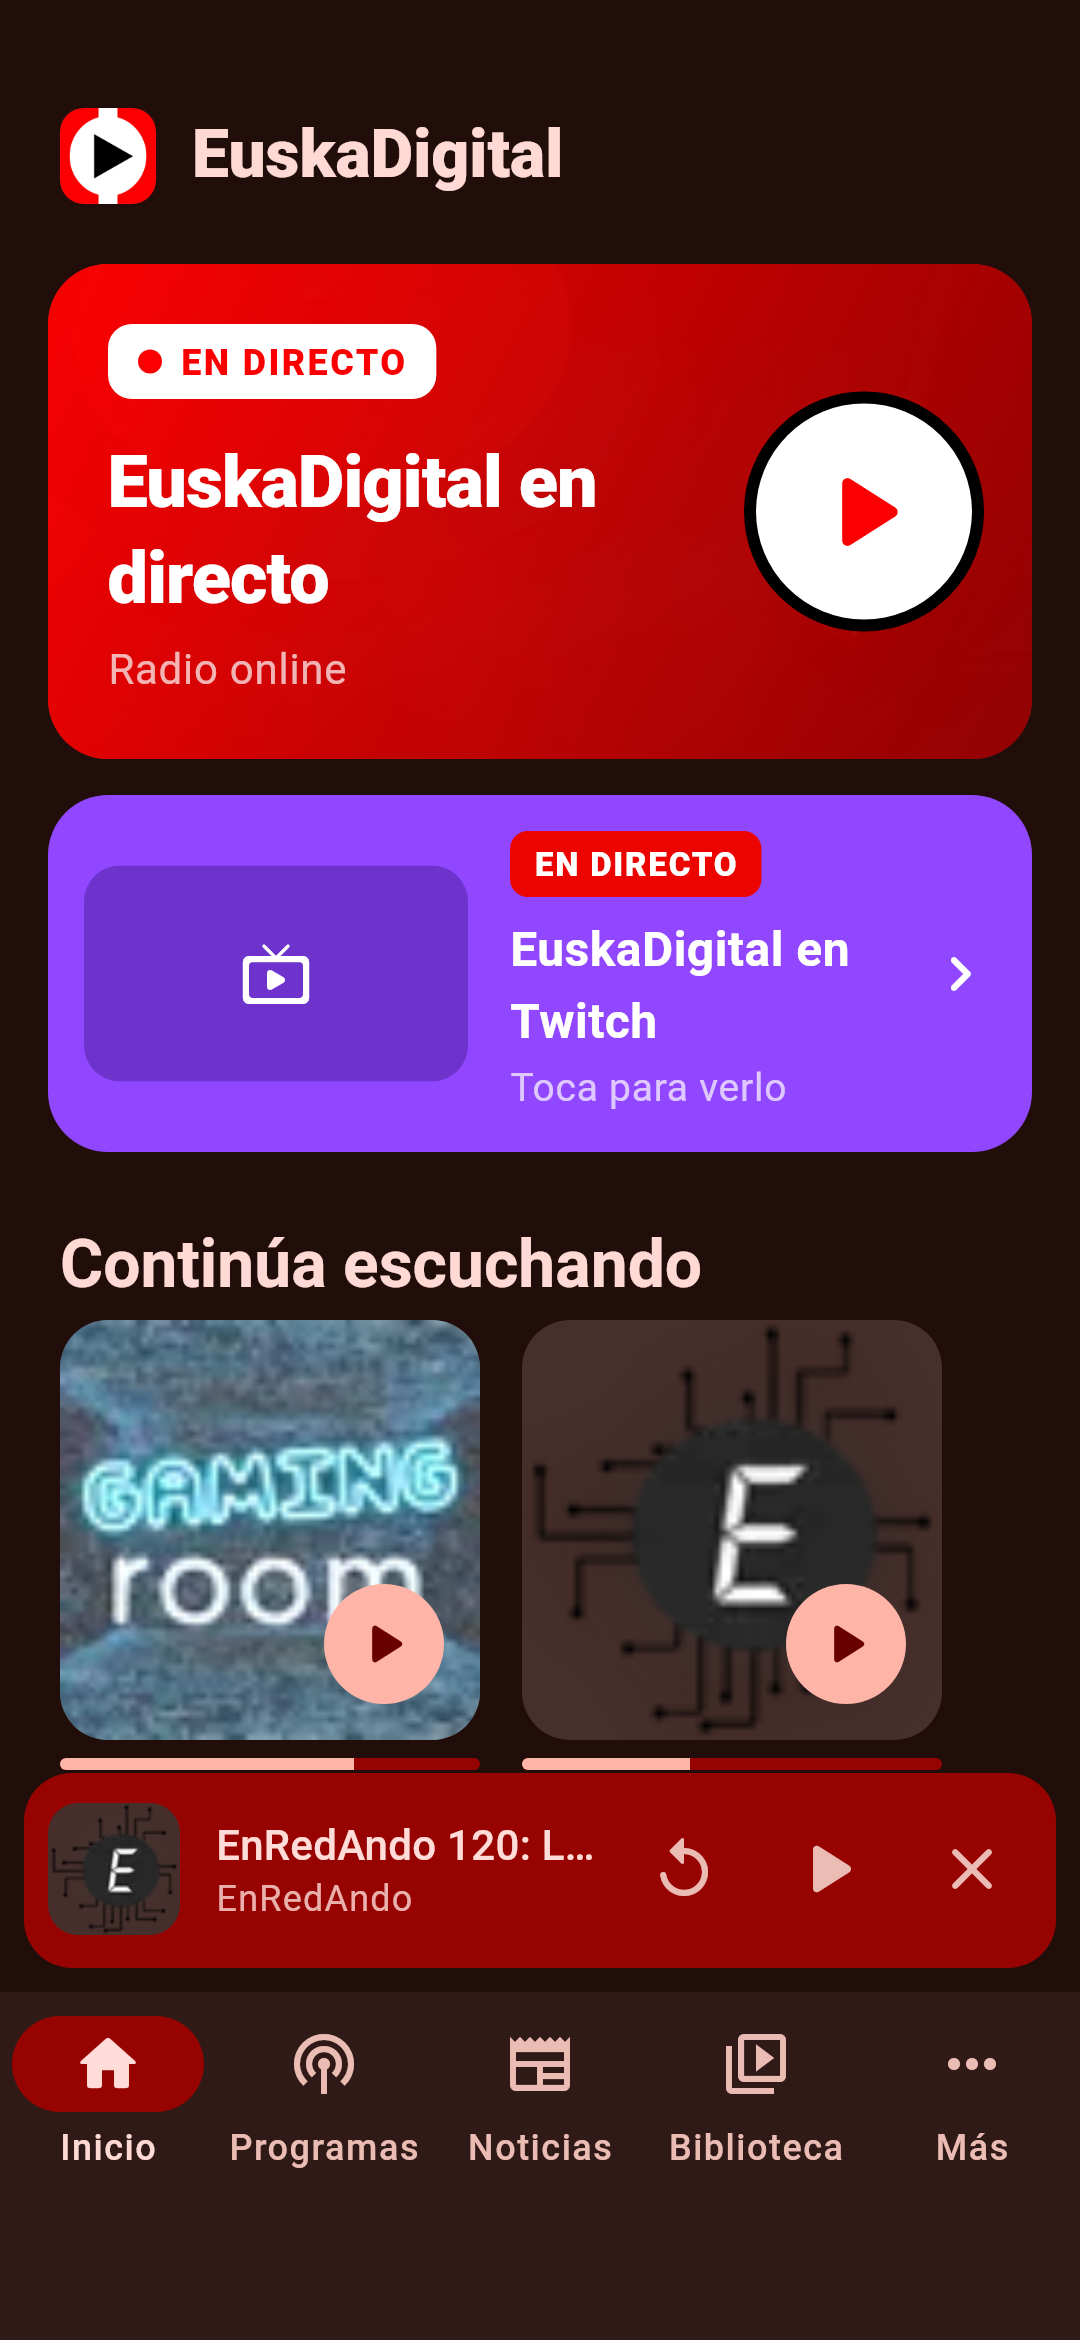 EuskaDigital
EN DIRECTO
EuskaDigital en
directo
Radio online
EN DIRECTO
EuskaDigital en
Twitch
Toca para verlo
Continúa escuchando
GAMING
room
E
E
EnRedAndo 120: L...
EnRedAndo
Inicio
Programas
Noticias
Biblioteca
Más